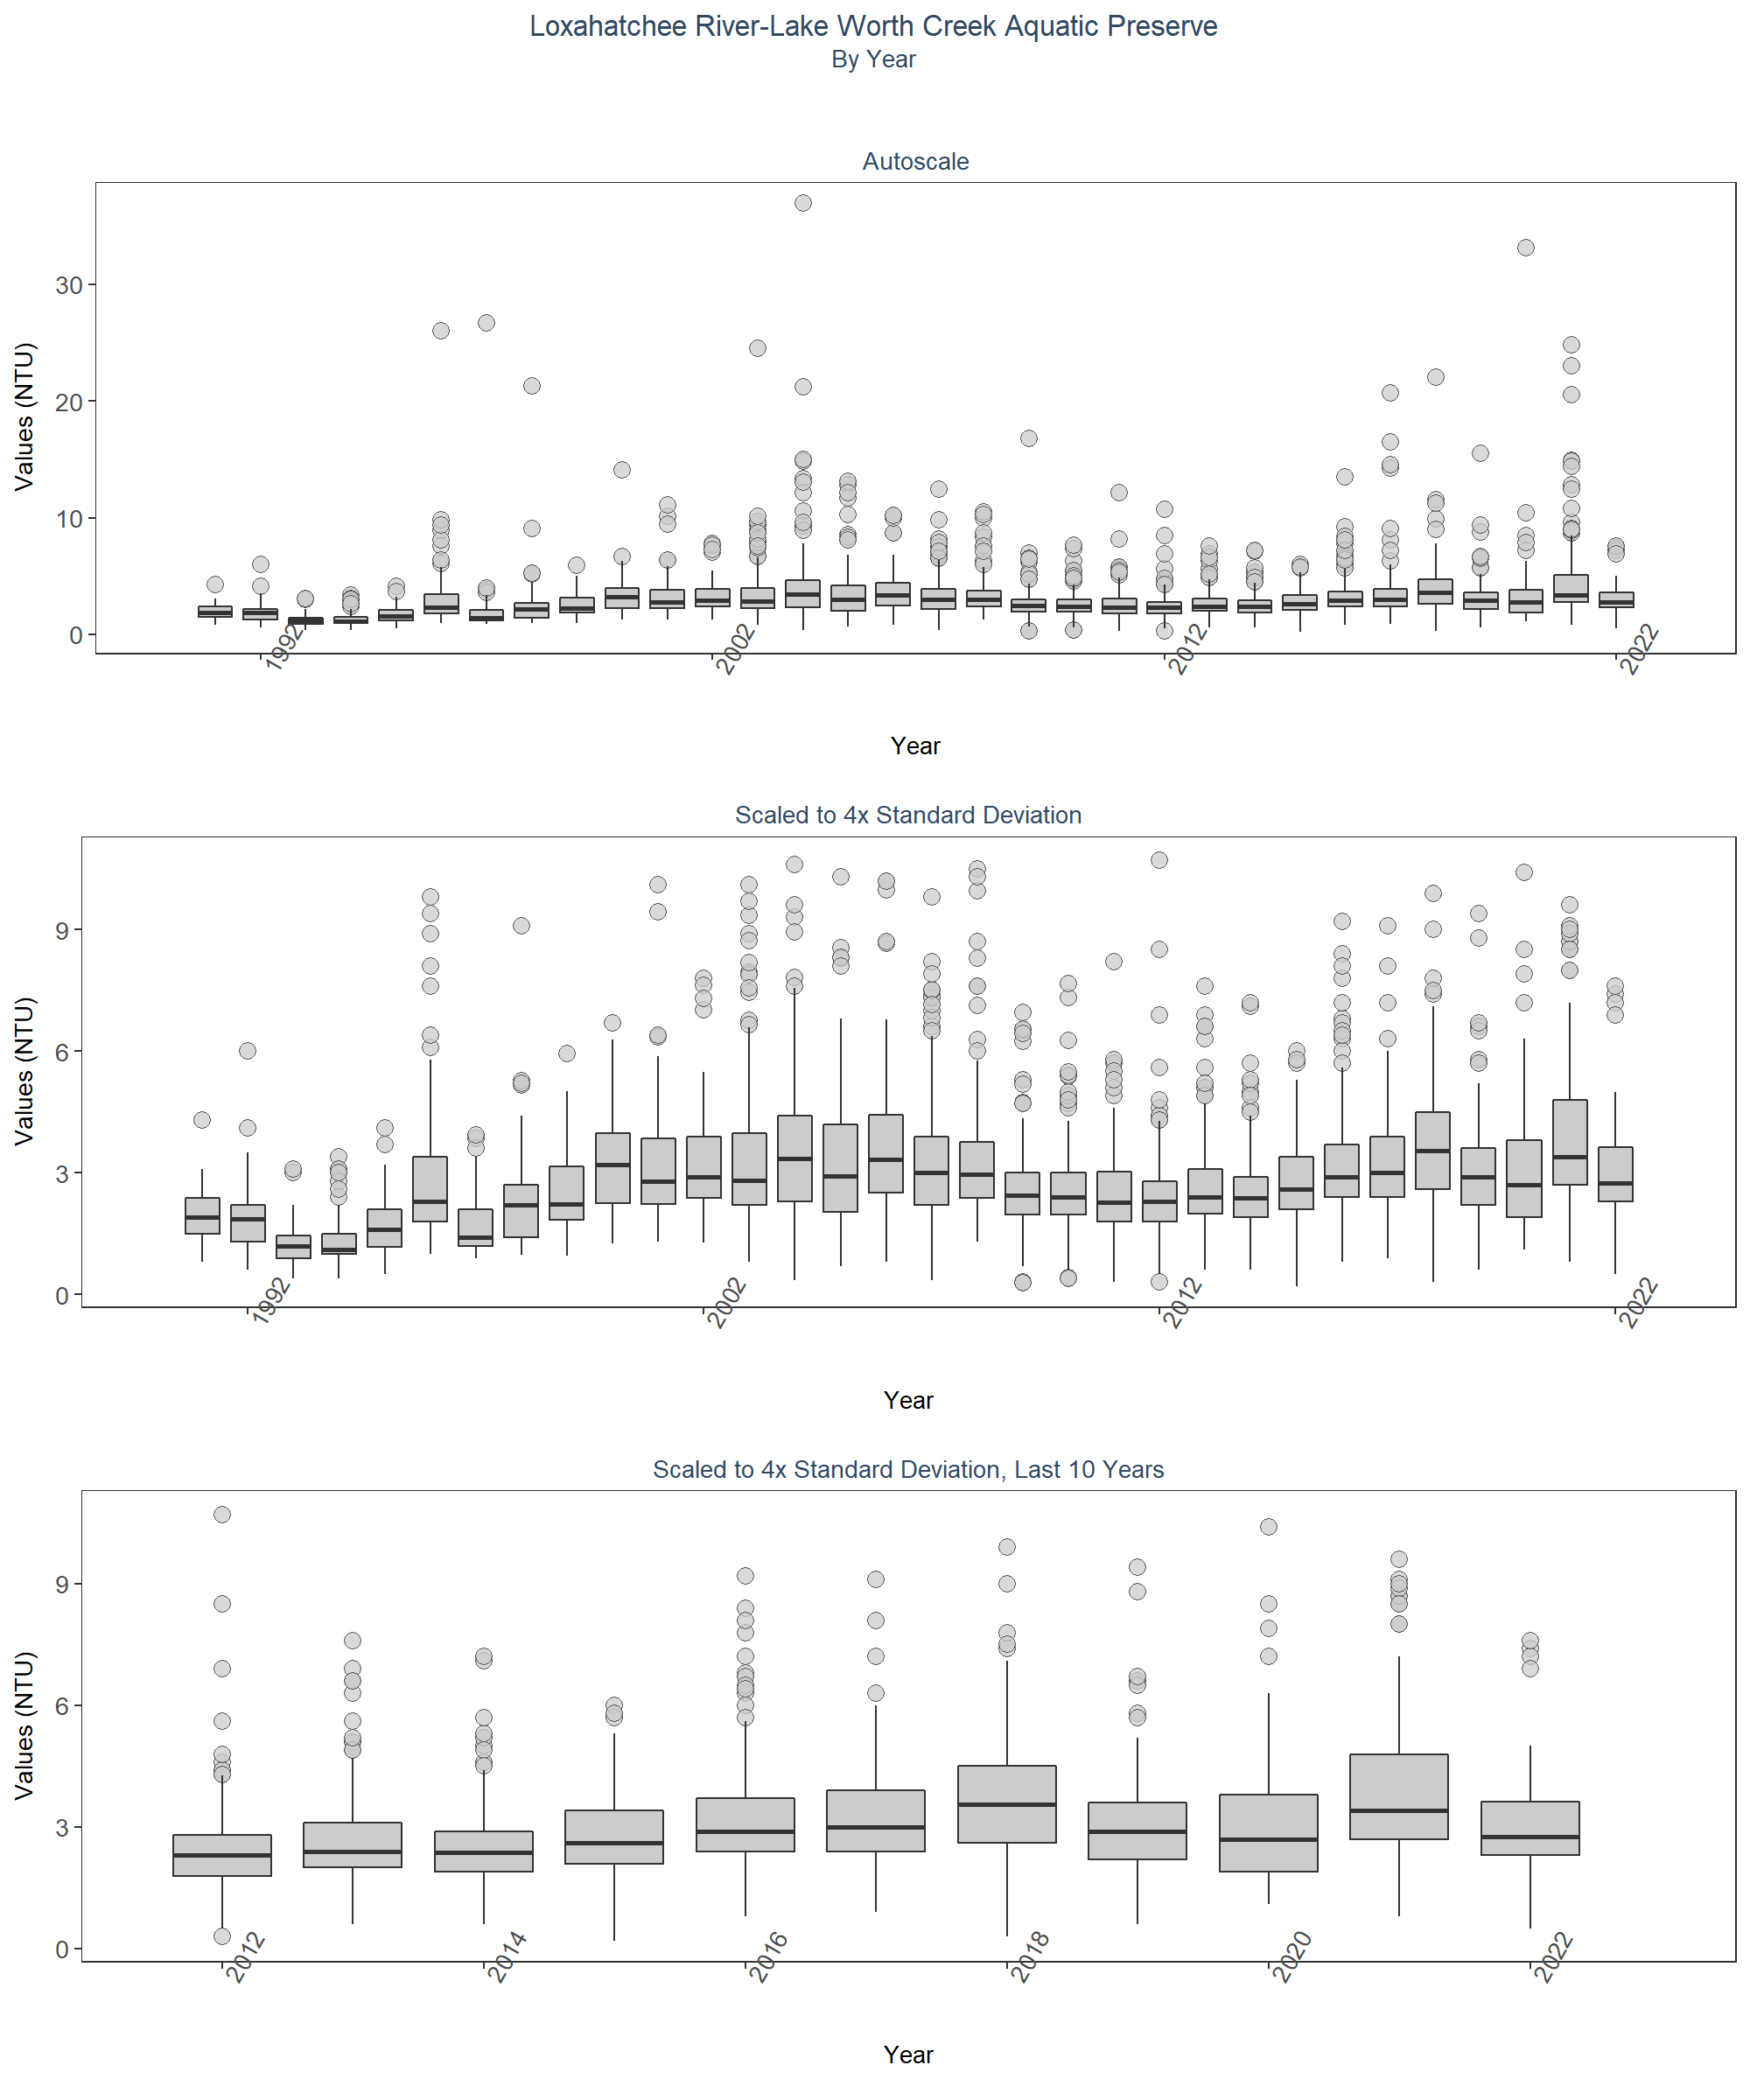 Loxahatchee River-Lake Worth Creek Aquatic Preserve
By Year
Autoscale
Values (NTU)
30
20
10
0
1992
2002
2012
2022
Year
Scaled to 4x Standard Deviation
Values (NTU)
9
6
3
0
1992
2002
2012
2022
Year
Scaled to 4x Standard Deviation, Last 10 Years
Values (NTU)
9
6
3
0
2012
2014
2016
2018
2020
2022
Year